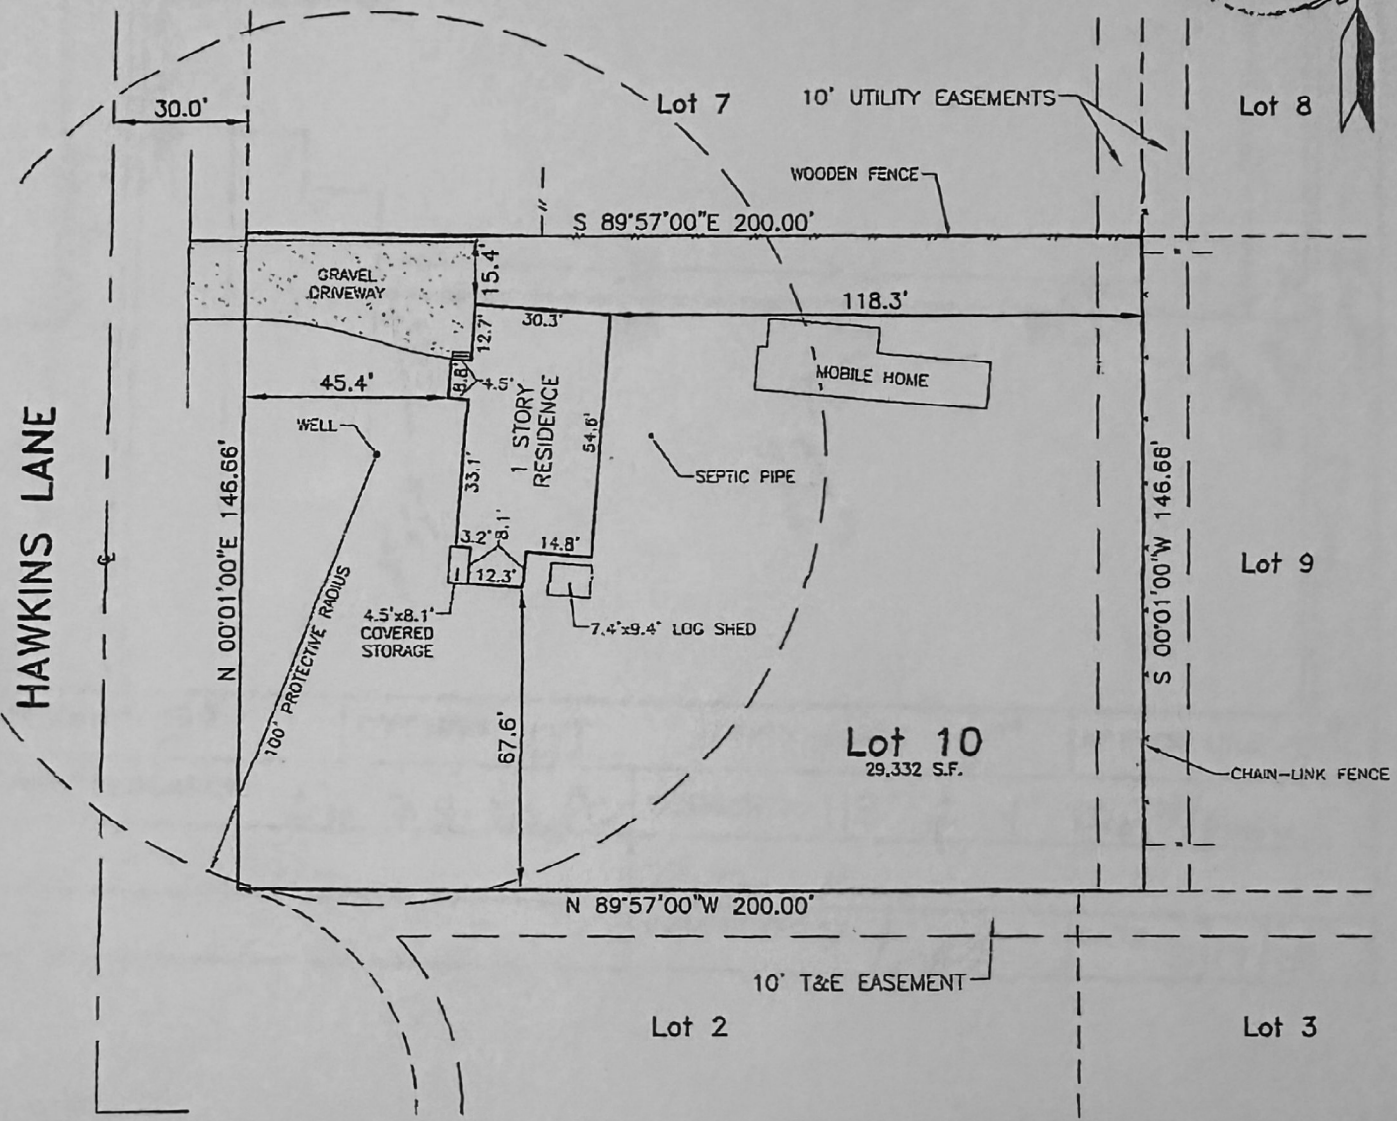 30.0'
Lot 7
10' UTILITY EASEMENTS
Lot 8
WOODEN FENCE
S 89°57'00"E 200.00'
GRAVEL
DRIVEWAY
15.4'
118.3'
30.3'
12.7'
MOBILE HOME
45.4'
8.8'
4.5'
1 STORY
RESIDENCE
54.6'
WELL
SEPTIC PIPE
33.1'
HAWKINS LANE
N 00°01'00"E 146.66'
S 00°01'00"W 146.66'
3.2'
8.1'
14.8'
12.3'
Lot 9
4.5'x8.1'
COVERED
STORAGE
7.4'x9.4' LOG SHED
100' PROTECTIVE RADIUS
67.6'
Lot 10
29,332 S.F.
CHAIN-LINK FENCE
N 89°57'00"W 200.00'
10' T&E EASEMENT
Lot 2
Lot 3